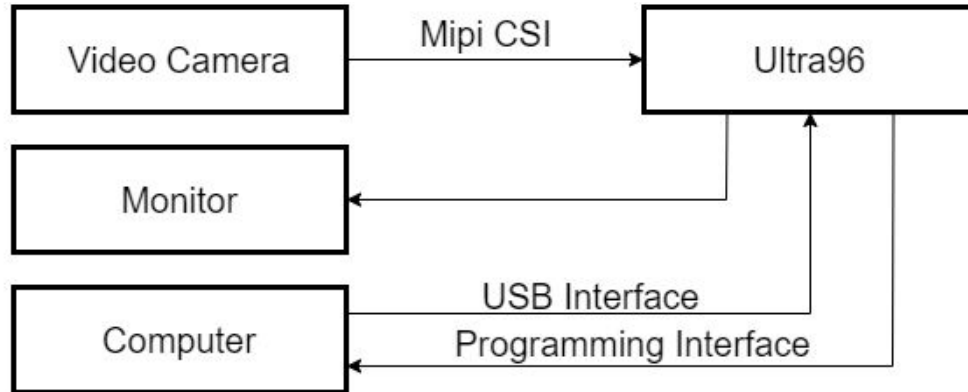 Video Camera
Mipi CSI
Ultra96
Monitor
USB Interface
Computer
Programming Interface